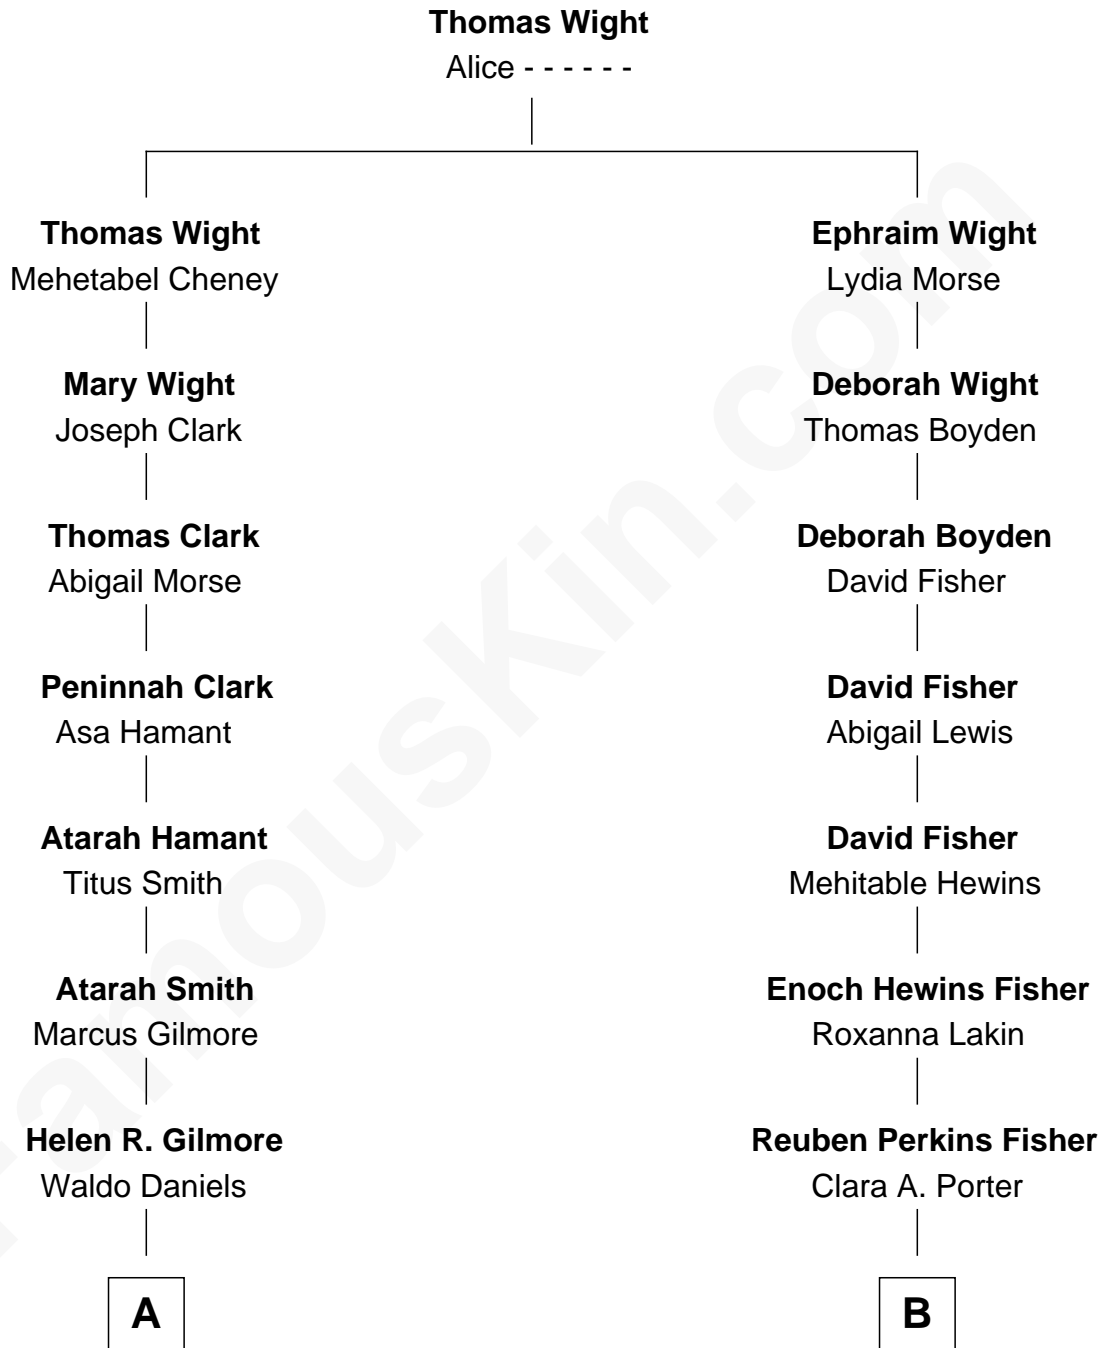 Thomas Wight
Alice - - - - - -
Thomas Wight
Mehetabel Cheney
Ephraim Wight
Lydia Morse
Mary Wight
Joseph Clark
Deborah Wight
Thomas Boyden
Thomas Clark
Abigail Morse
Deborah Boyden
David Fisher
Peninnah Clark
Asa Hamant
David Fisher
Abigail Lewis
Atarah Hamant
Titus Smith
David Fisher
Mehitable Hewins
Atarah Smith
Marcus Gilmore
Enoch Hewins Fisher
Roxanna Lakin
Helen R. Gilmore
Waldo Daniels
Reuben Perkins Fisher
Clara A. Porter
A
B
FamousKin.com